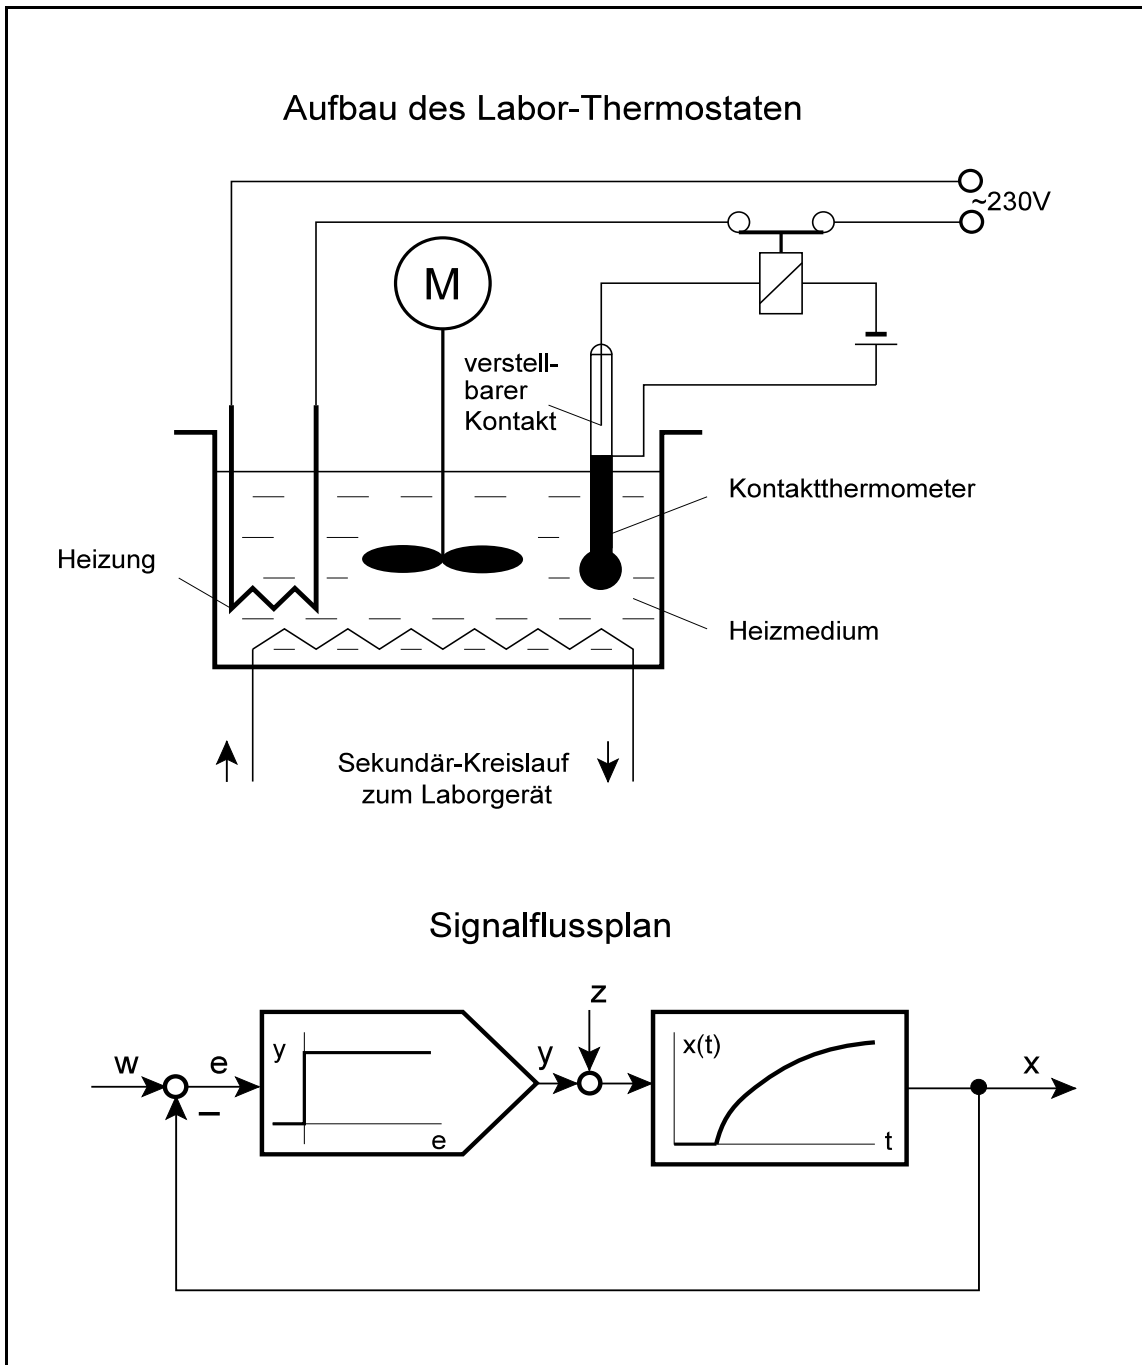 Aufbau des Labor-Thermostaten
~230V
M
verstell-
barer
Kontakt
Kontaktthermometer
Heizung
Heizmedium
Sekundär-Kreislauf
zum Laborgerät
Signalflussplan
z
w
e
y
e
y
x(t)
t
x
–